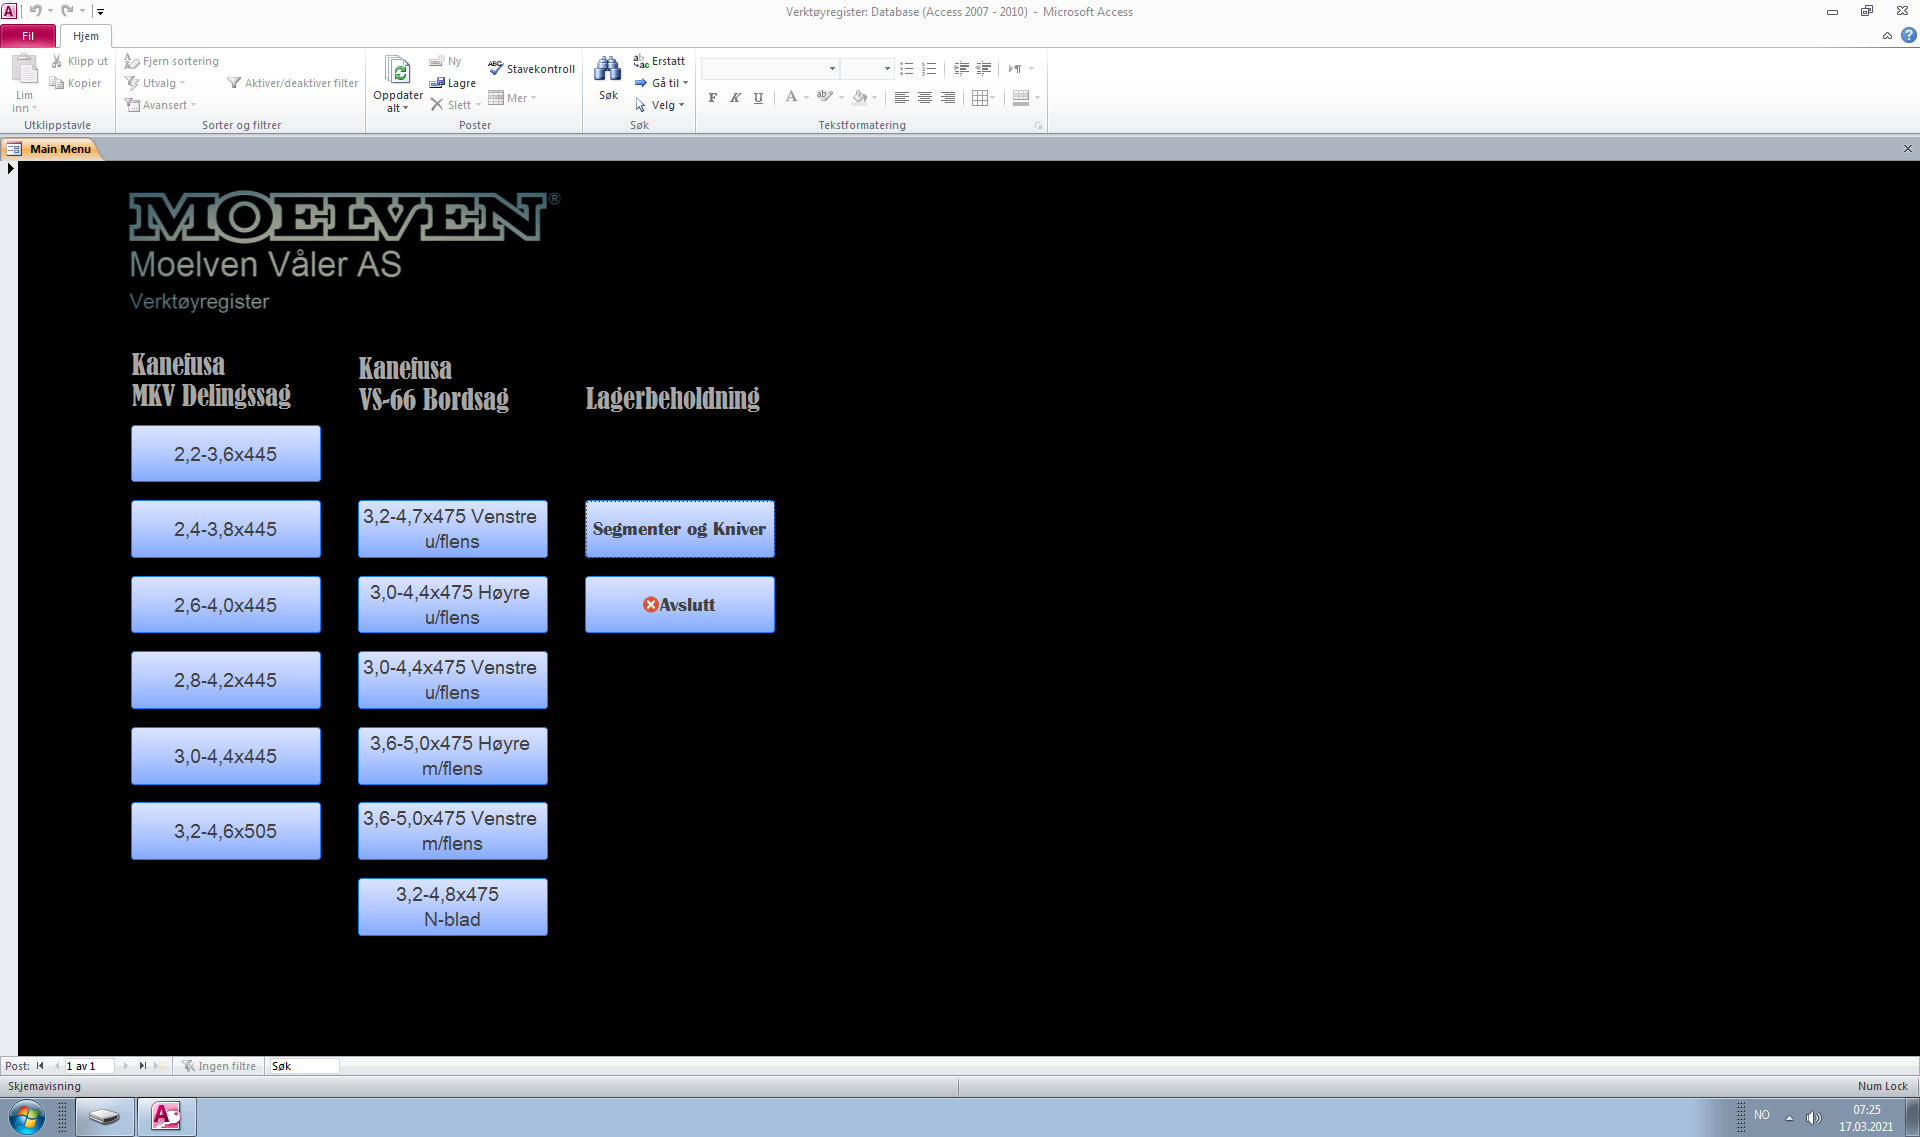 Verktøyregister: Database (Access 2007 - 2010) - Microsoft Access
Fil
Hjem
Lim inn
Klipp ut
Kopier
Utklippstavle
Fjern sortering
Utvalg
Avansert
Aktiver/deaktiver filter
Sorter og filtrer
Oppdater alt
Ny
Lagre
Slett
Stavekontroll
Mer
Poster
Søk
Erstatt
Gå til
Velg
Søk
F K U
A
Tekstformatering
Main Menu
MOELVEN®
Moelven Våler AS
Verktøyregister
Kanefusa
MKV Delingssag
2,2-3,6x445
2,4-3,8x445
2,6-4,0x445
2,8-4,2x445
3,0-4,4x445
3,2-4,6x505
Kanefusa
VS-66 Bordsag
3,2-4,7x475 Venstre
u/flens
3,0-4,4x475 Høyre
u/flens
3,0-4,4x475 Venstre
u/flens
3,6-5,0x475 Høyre
m/flens
3,6-5,0x475 Venstre
m/flens
3,2-4,8x475
N-blad
Lagerbeholdning
Segmenter og Kniver
Avslutt
Post: 1 av 1 Ingen filtre Søk
Skjemavisning
Num Lock
NO
07:25
17.03.2021